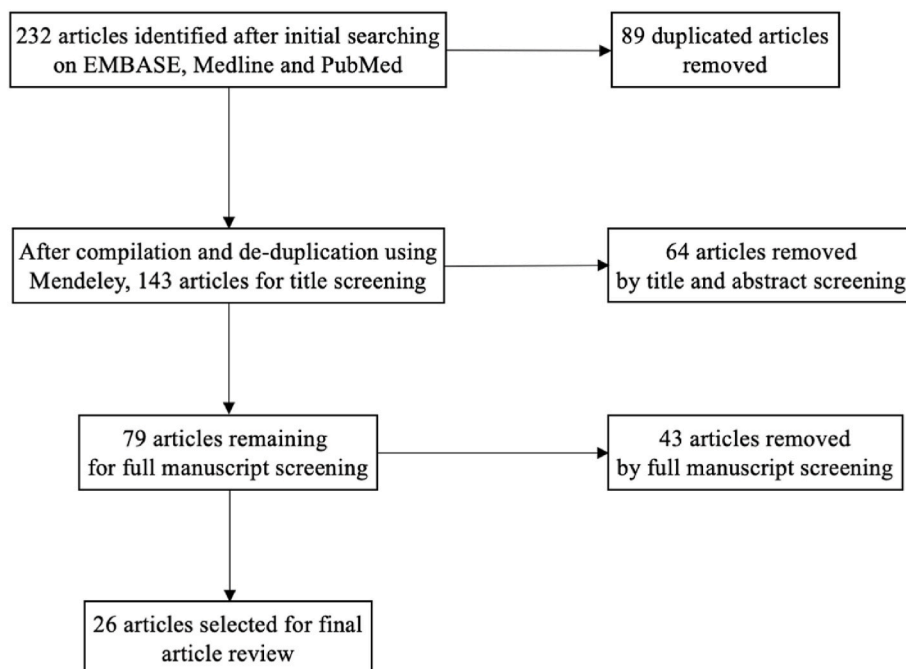 232 articles identified after initial searching
on EMBASE, Medline and PubMed
89 duplicated articles
removed
After compilation and de-duplication using
Mendeley, 143 articles for title screening
64 articles removed
by title and abstract screening
79 articles remaining
for full manuscript screening
43 articles removed
by full manuscript screening
26 articles selected for final
article review